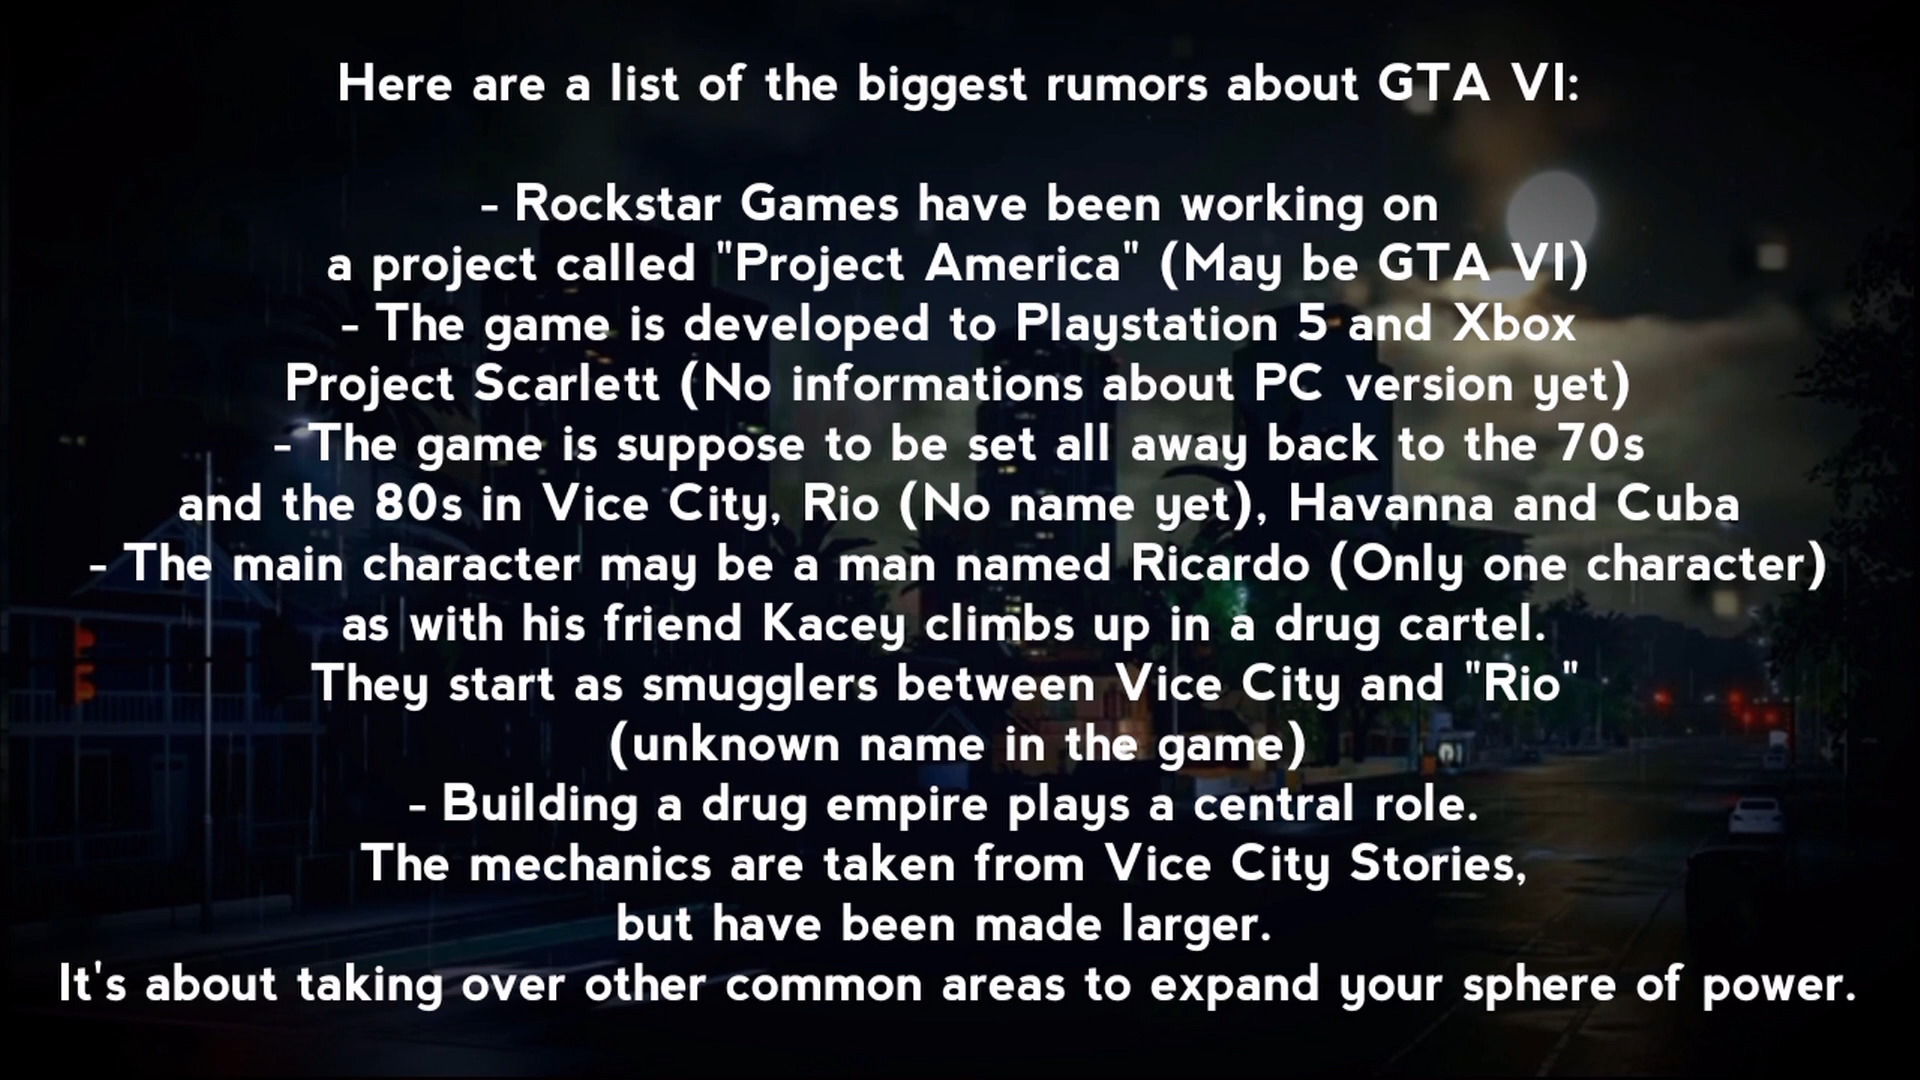 Here are a list of the biggest rumors about GTA VI:
- Rockstar Games have been working on
a project called "Project America" (May be GTA VI)
- The game is developed to Playstation 5 and Xbox
Project Scarlett (No informations about PC version yet)
- The game is suppose to be set all away back to the 70s
and the 80s in Vice City, Rio (No name yet), Havanna and Cuba
- The main character may be a man named Ricardo (Only one character)
as with his friend Kacey climbs up in a drug cartel.
They start as smugglers between Vice City and "Rio"
(unknown name in the game)
- Building a drug empire plays a central role.
The mechanics are taken from Vice City Stories,
but have been made larger.
It's about taking over other common areas to expand your sphere of power.